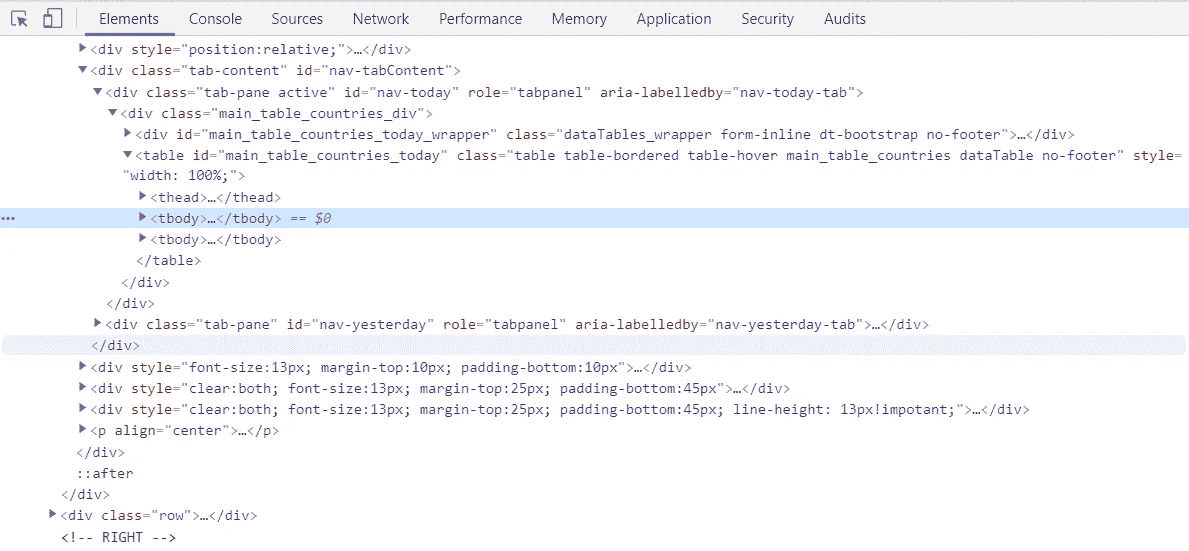 Elements Console Sources Network Performance Memory Application Security Audits
<div style="position:relative;">…</div>
<div class="tab-content" id="nav-tabContent">
<div class="tab-pane active" id="nav-today" role="tabpanel" aria-labelledby="nav-today-tab">
<div class="main_table_countries_div">
<div id="main_table_countries_today_wrapper" class="dataTables_wrapper form-inline dt-bootstrap no-footer">…</div>
<table id="main_table_countries_today" class="table table-bordered table-hover main_table_countries dataTable no-footer" style=
"width: 100%;">
<thead>…</thead>
<tbody>…</tbody> == $0
<tbody>…</tbody>
</table>
</div>
</div>
<div class="tab-pane" id="nav-yesterday" role="tabpanel" aria-labelledby="nav-yesterday-tab">…</div>
</div>
<div style="font-size:13px; margin-top:10px; padding-bottom:10px">…</div>
<div style="clear:both; font-size:13px; margin-top:25px; padding-bottom:45px">…</div>
<div style="clear:both; font-size:13px; margin-top:25px; padding-bottom:45px; line-height: 13px!impotant;">…</div>
<p align="center">…</p>
</div>
::after
</div>
<div class="row">…</div>
<!-- RIGHT -->